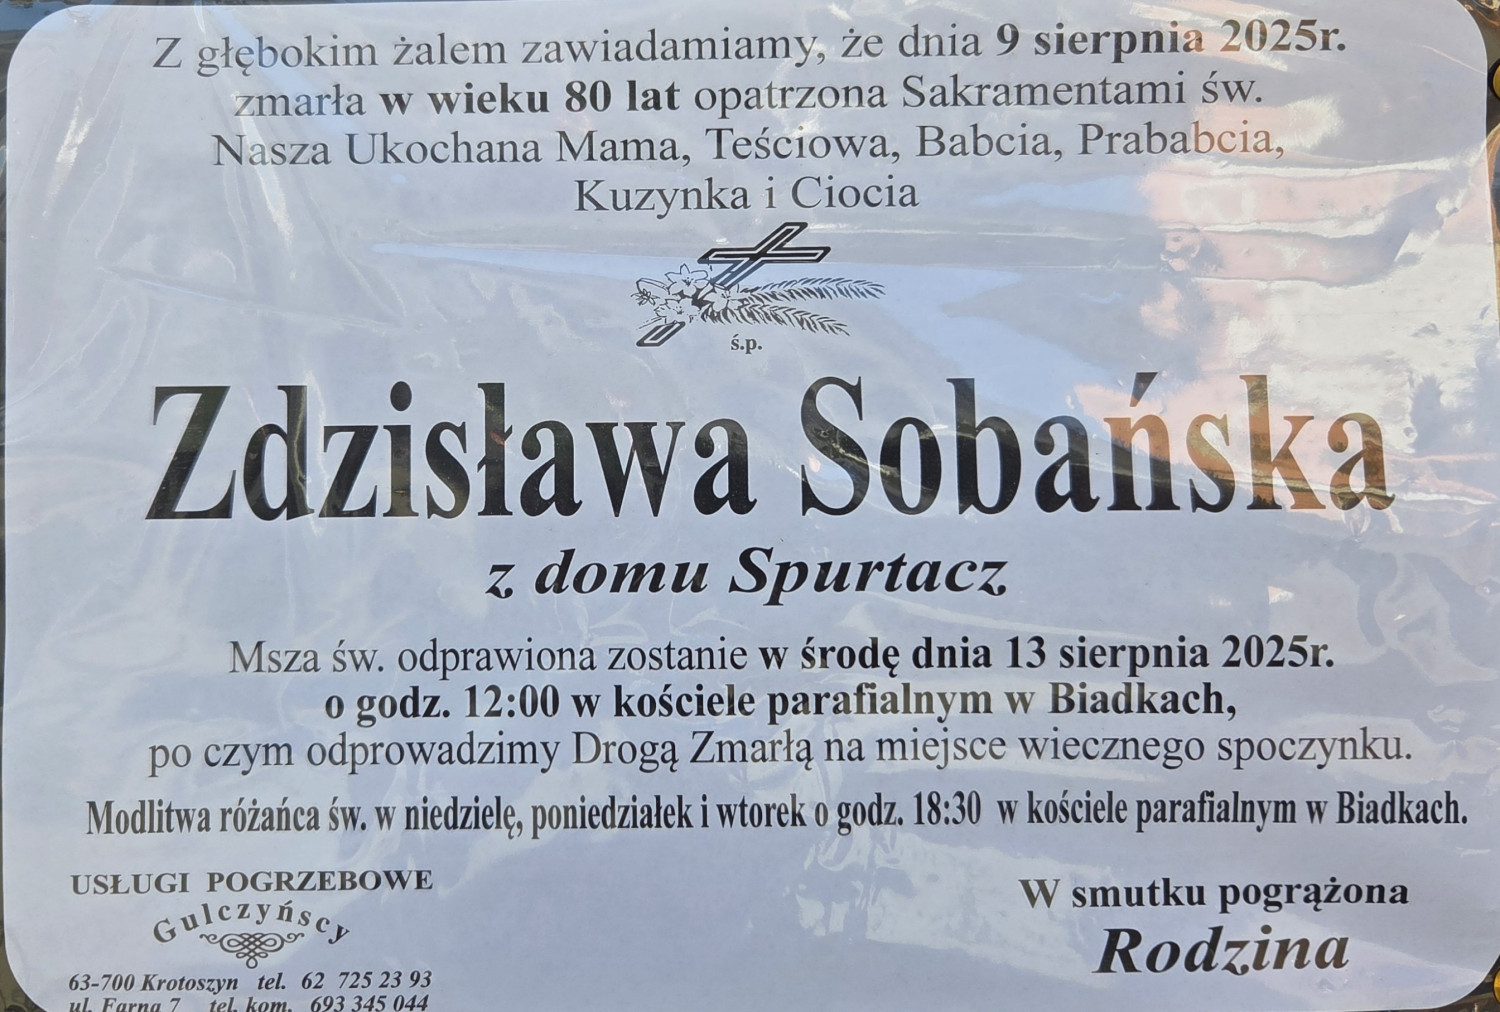 Z głębokim żalem zawiadamiamy, że dnia 9 sierpnia 2025r.
zmarła w wieku 80 lat opatrzona Sakramentami św.
Nasza Ukochana Mama, Teściowa, Babcia, Prababcia,
Kuzynka i Ciocia
ś.p.
Zdzisława Sobańska
z domu Spurtacz
Msza św. odprawiona zostanie w środę dnia 13 sierpnia 2025r.
o godz. 12:00 w kościele parafialnym w Biadkach,
po czym odprowadzimy Drogą Zmarłą na miejsce wiecznego spoczynku.
Modlitwa różańca św. w niedzielę, poniedziałek i wtorek o godz. 18:30 w kościele parafialnym w Biadkach.
USŁUGI POGRZEBOWE
Gulczyńscy
63-700 Krotoszyn tel. 62 725 23 93
ul. Farna 7 tel. kom. 693 345 044
W smutku pogrążona
Rodzina